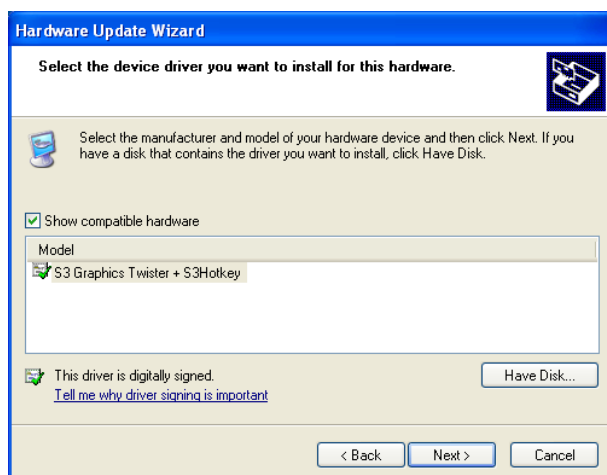 Hardware Update Wizard
Select the device driver you want to install for this hardware.
Select the manufacturer and model of your hardware device and then click Next. If you
have a disk that contains the driver you want to install, click Have Disk.
Show compatible hardware
Model
S3 Graphics Twister + S3Hotkey
This driver is digitally signed.
Tell me why driver signing is important
Have Disk...
< Back
Next >
Cancel